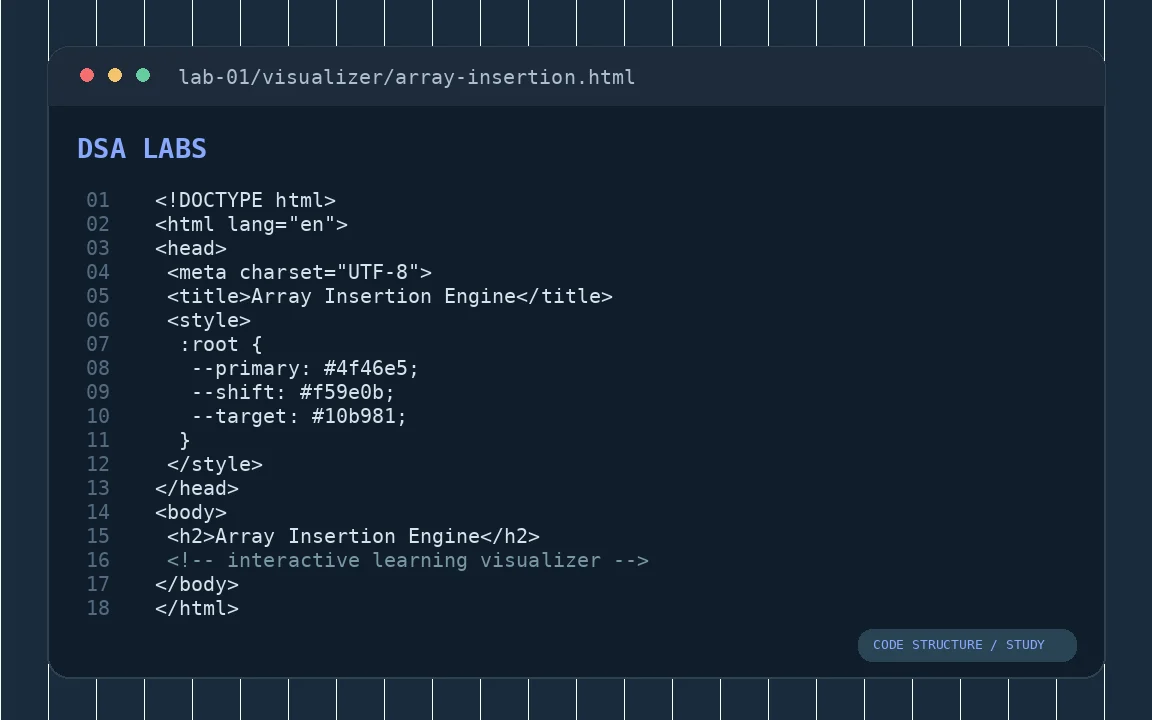 lab-01/visualizer/array-insertion.html
DSA LABS
01 <!DOCTYPE html>
02 <html lang="en">
03 <head>
04 <meta charset="UTF-8">
05 <title>Array Insertion Engine</title>
06 <style>
07 :root {
08 --primary: #4f46e5;
09 --shift: #f59e0b;
10 --target: #10b981;
11 }
12 </style>
13 </head>
14 <body>
15 <h2>Array Insertion Engine</h2>
16 <!-- interactive learning visualizer -->
17 </body>
18 </html>
CODE STRUCTURE / STUDY